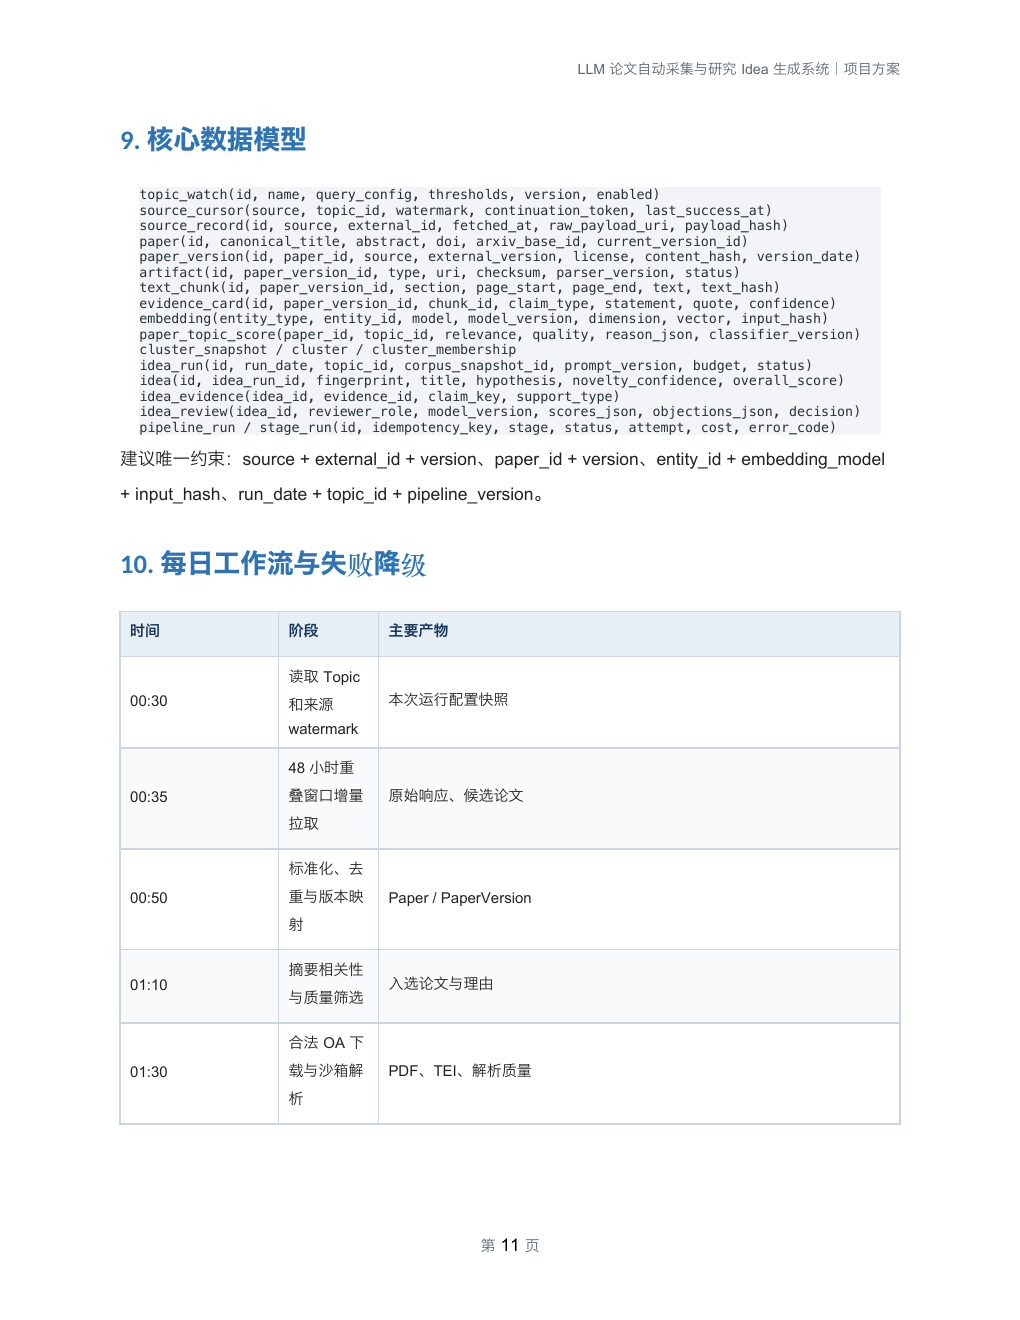 LLM 论文自动采集与研究 Idea 生成系统｜项目方案
9. 核心数据模型
topic_watch(id, name, query_config, thresholds, version, enabled)
source_cursor(source, topic_id, watermark, continuation_token, last_success_at)
source_record(id, source, external_id, fetched_at, raw_payload_uri, payload_hash)
paper(id, canonical_title, abstract, doi, arxiv_base_id, current_version_id)
paper_version(id, paper_id, source, external_version, license, content_hash, version_date)
artifact(id, paper_version_id, type, uri, checksum, parser_version, status)
text_chunk(id, paper_version_id, section, page_start, page_end, text, text_hash)
evidence_card(id, paper_version_id, chunk_id, claim_type, statement, quote, confidence)
embedding(entity_type, entity_id, model, model_version, dimension, vector, input_hash)
paper_topic_score(paper_id, topic_id, relevance, quality, reason_json, classifier_version)
cluster_snapshot / cluster / cluster_membership
idea_run(id, run_date, topic_id, corpus_snapshot_id, prompt_version, budget, status)
idea(id, idea_run_id, fingerprint, title, hypothesis, novelty_confidence, overall_score)
idea_evidence(idea_id, evidence_id, claim_key, support_type)
idea_review(idea_id, reviewer_role, model_version, scores_json, objections_json, decision)
pipeline_run / stage_run(id, idempotency_key, stage, status, attempt, cost, error_code)
建议唯一约束：source + external_id + version、paper_id + version、entity_id + embedding_model
+ input_hash、run_date + topic_id + pipeline_version。
10. 每日工作流与失败降级
时间 阶段 主要产物
00:30
读取 Topic
和来源
watermark
本次运行配置快照
00:35
48 小时重
叠窗口增量
拉取
原始响应、候选论文
00:50
标准化、去
重与版本映
射
Paper / PaperVersion
01:10
摘要相关性
与质量筛选
入选论文与理由
01:30
合法 OA 下
载与沙箱解
析
PDF、TEI、解析质量
第 11 页